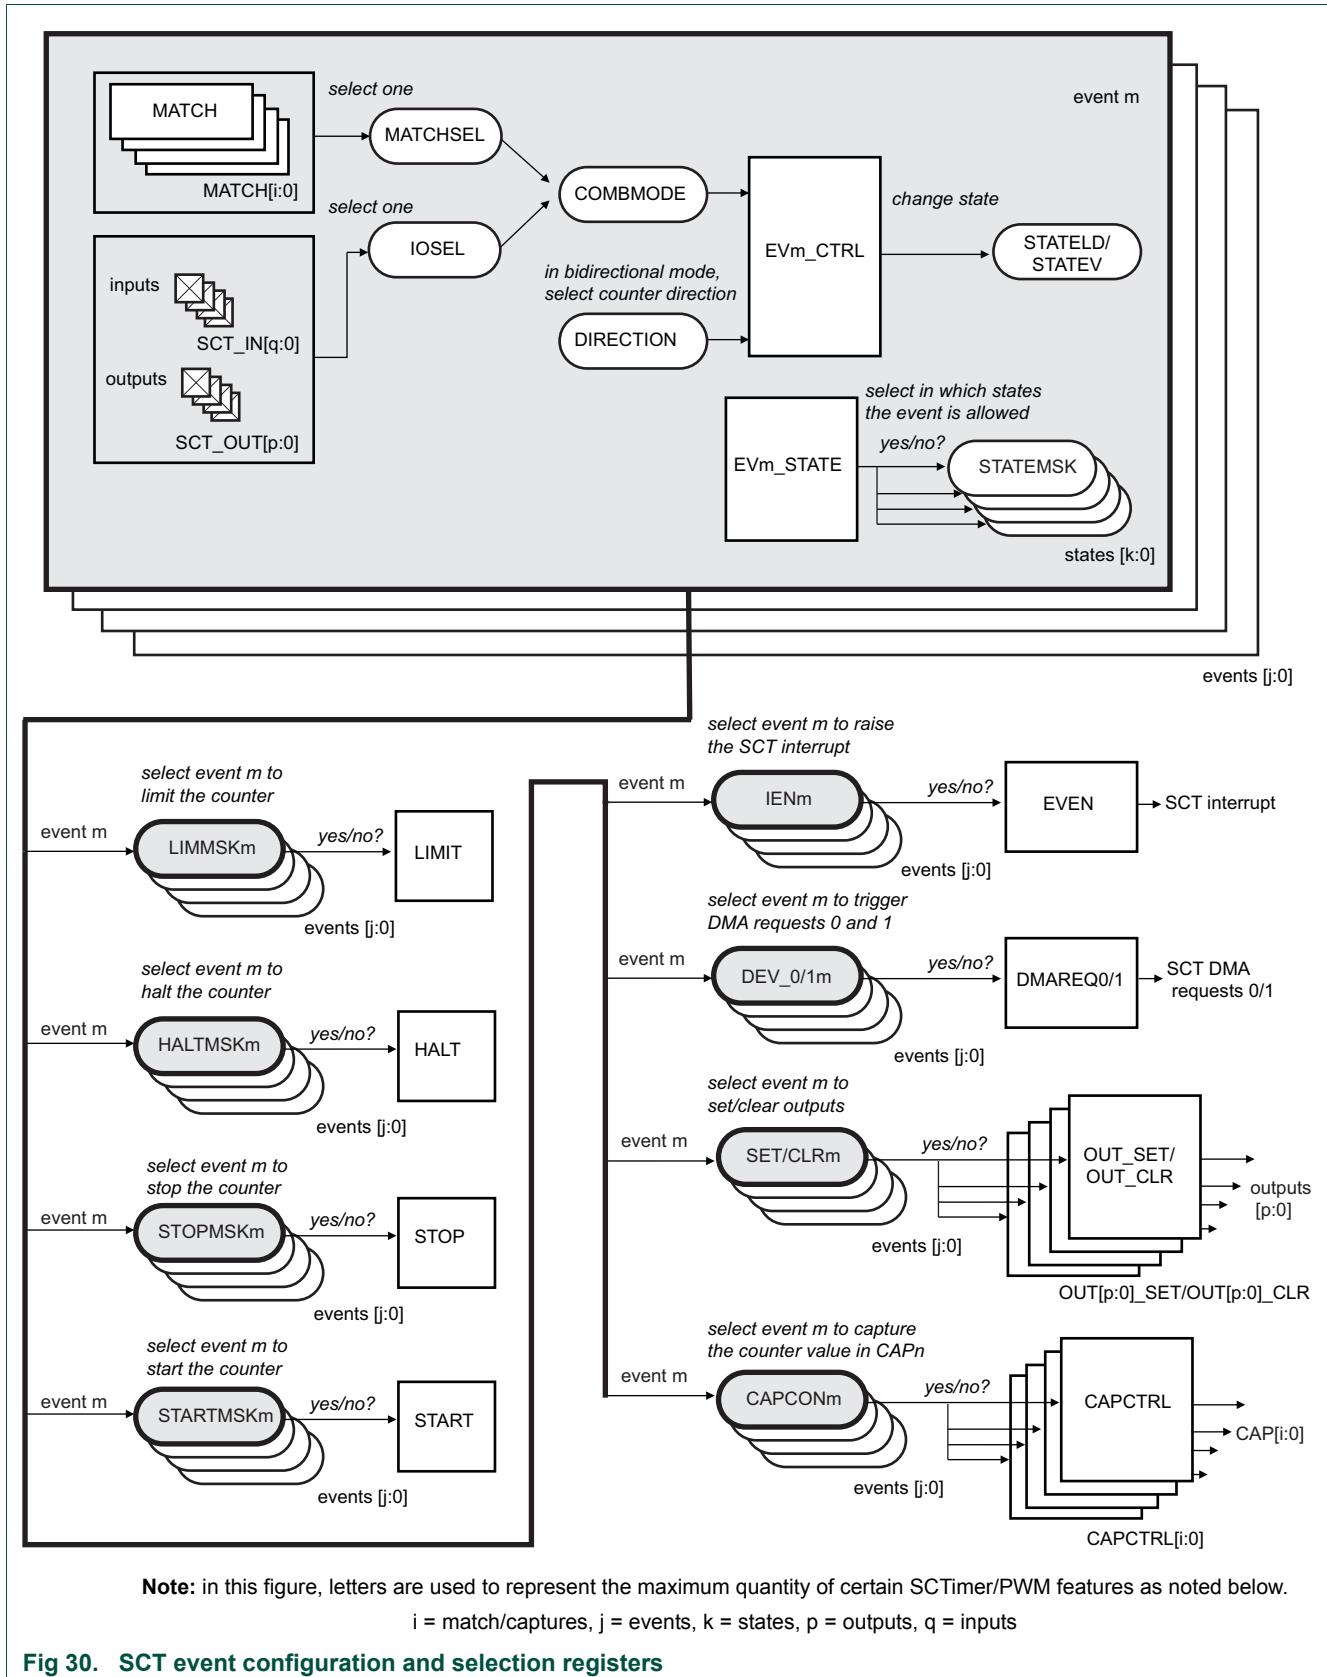 event m
MATCH
MATCH[i:0]
select one
MATCHSEL
select one
IOSEL
inputs
SCT_IN[q:0]
outputs
SCT_OUT[p:0]
COMBMODE
in bidirectional mode,
select counter direction
DIRECTION
EVm_CTRL
change state
STATELD/
STATEV
EVm_STATE
select in which states
the event is allowed
yes/no?
STATEMSK
states [k:0]
events [j:0]
select event m to
limit the counter
event m
LIMMSKm
yes/no?
LIMIT
events [j:0]
select event m to
halt the counter
event m
HALTMSKm
yes/no?
HALT
events [j:0]
select event m to
stop the counter
event m
STOPMSKm
yes/no?
STOP
events [j:0]
select event m to
start the counter
event m
STARTMSKm
yes/no?
START
events [j:0]
select event m to raise
the SCT interrupt
event m
IENm
yes/no?
EVEN
SCT interrupt
events [j:0]
select event m to trigger
DMA requests 0 and 1
event m
DEV_0/1m
yes/no?
DMAREQ0/1
SCT DMA
requests 0/1
events [j:0]
select event m to
set/clear outputs
event m
SET/CLRm
yes/no?
OUT_SET/
OUT_CLR
outputs
[p:0]
events [j:0]
OUT[p:0]_SET/OUT[p:0]_CLR
select event m to capture
the counter value in CAPn
event m
CAPCONm
yes/no?
CAPCTRL
CAP[i:0]
events [j:0]
CAPCTRL[i:0]
Note: in this figure, letters are used to represent the maximum quantity of certain SCTimer/PWM features as noted below.
i = match/captures, j = events, k = states, p = outputs, q = inputs
Fig 30. SCT event configuration and selection registers